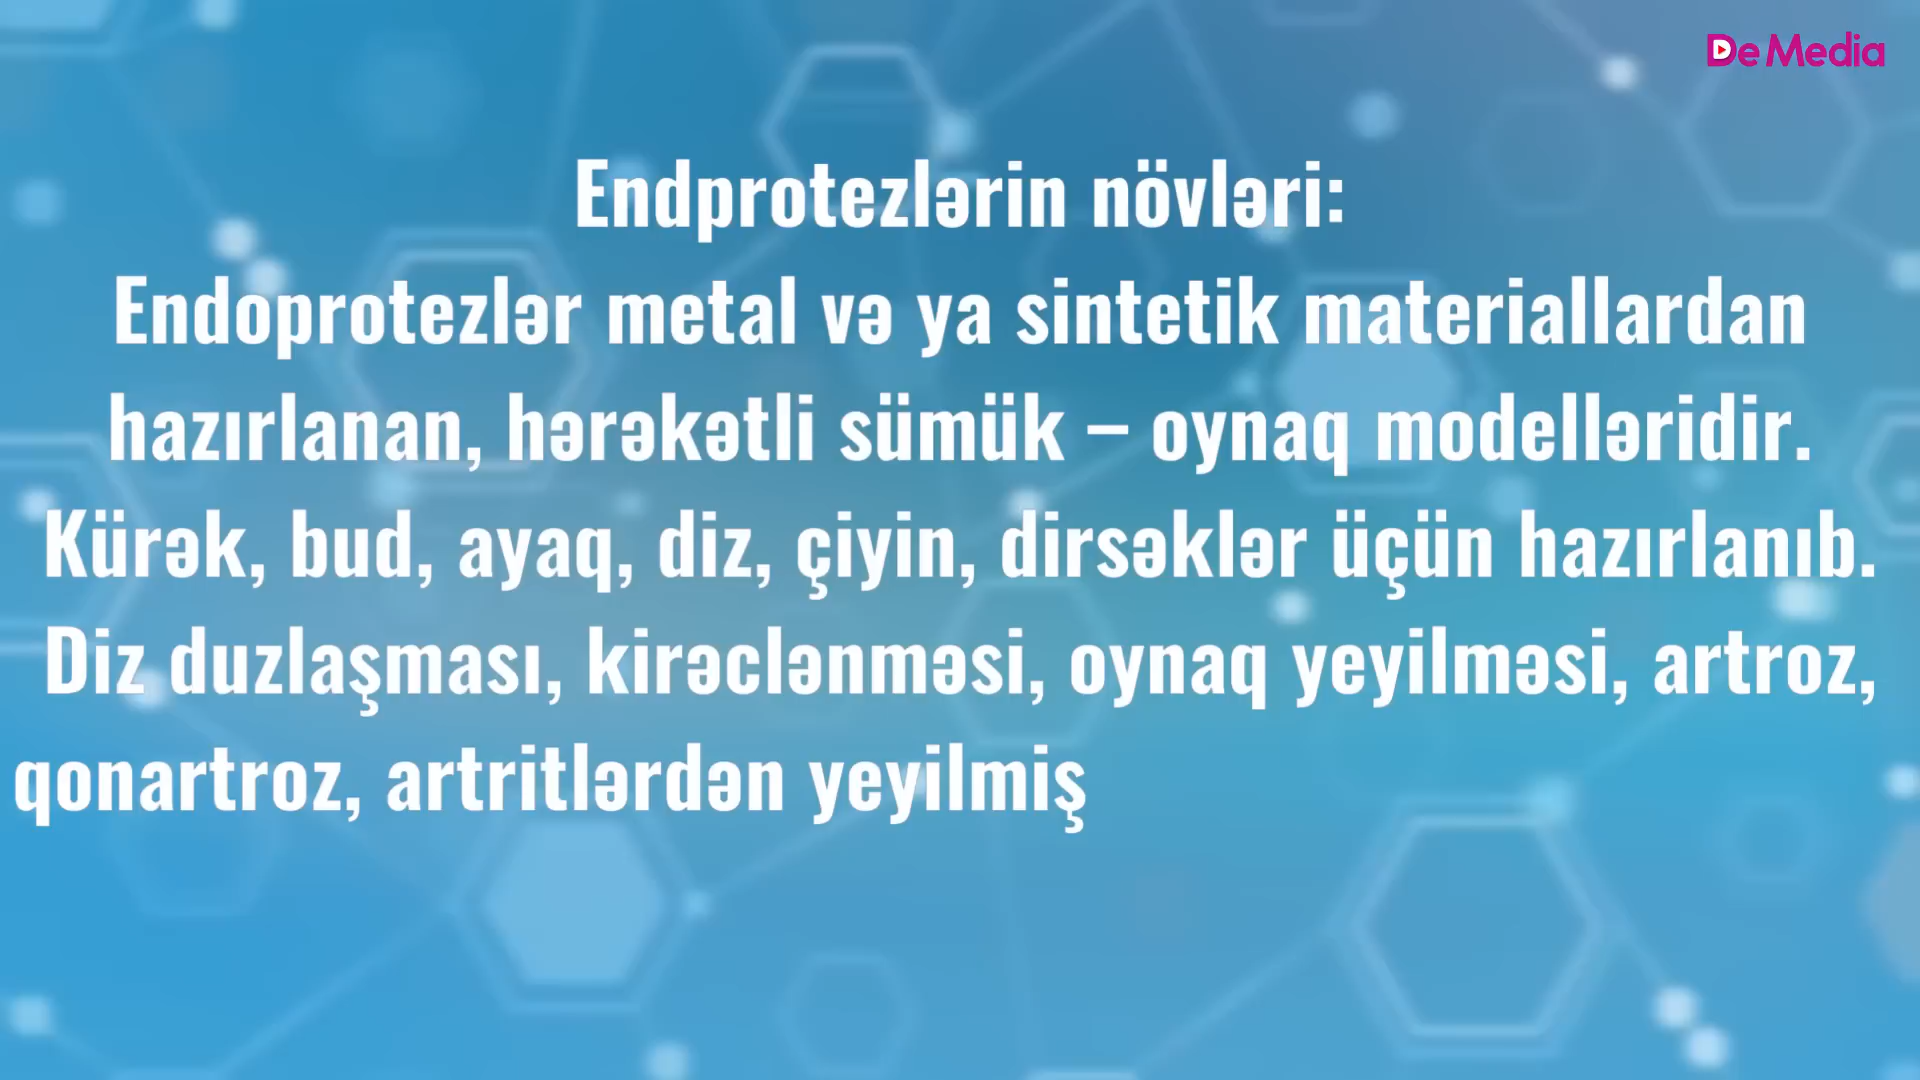 De Media
Endprotezlərin növləri:
Endoprotezlər metal və ya sintetik materiallardan
hazırlanan, hərəkətli sümük – oynaq modelləridir.
Kürək, bud, ayaq, diz, çiyin, dirsəklər üçün hazırlanıb.
Diz duzlaşması, kirəclənməsi, oynaq yeyilməsi, artroz,
qonartroz, artritlərdən yeyilmiş